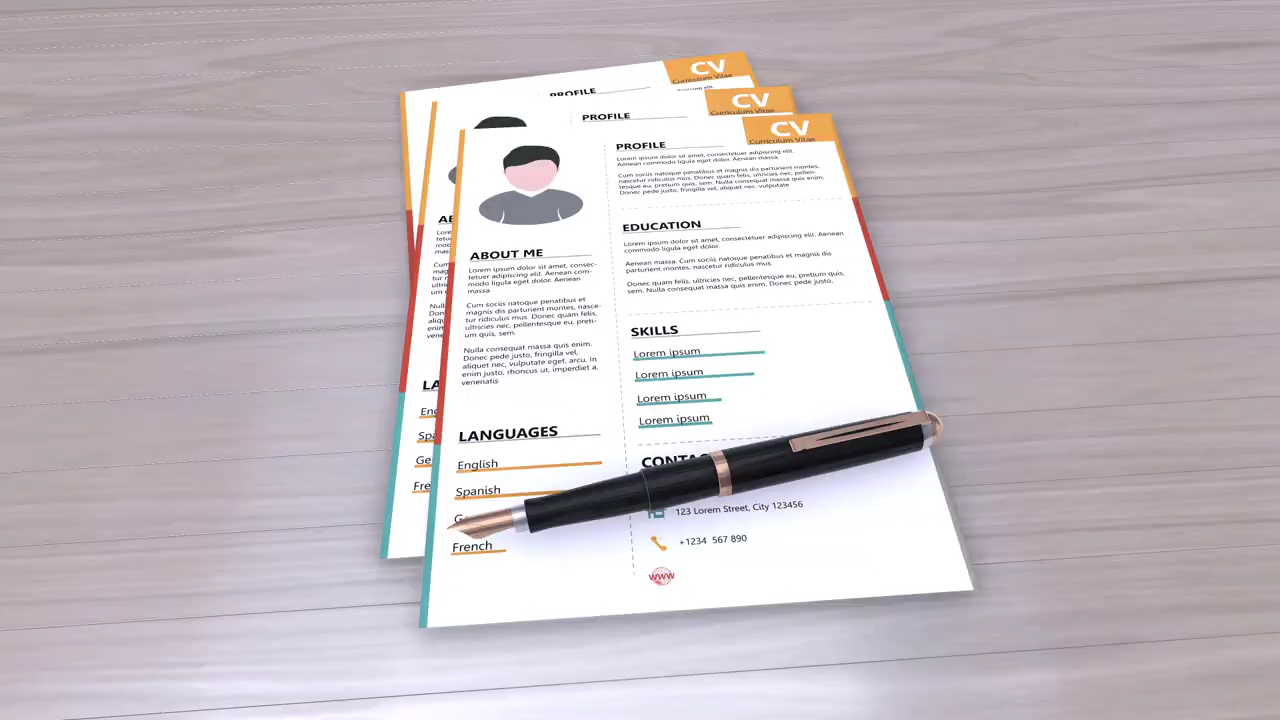 PROFILE
CV
Curriculum Vitae
PROFILE
CV
Curriculum Vitae
CV
Curriculum Vitae
PROFILE
Lorem ipsum dolor sit amet, consectetuer adipiscing elit.
Aenean commodo ligula eget dolor. Aenean massa.
Cum sociis natoque penatibus et magnis dis parturient montes,
nascetur ridiculus mus. Donec quam felis, ultricies nec, pellen-
tesque eu, pretium quis, sem. Nulla consequat massa quis enim.
Donec pede justo, fringilla vel, aliquet nec, vulputate
EDUCATION
Lorem ipsum dolor sit amet, consectetuer adipiscing elit. Aenean
commodo ligula eget dolor.
Aenean massa. Cum sociis natoque penatibus et magnis dis
parturient montes, nascetur ridiculus mus.
Donec quam felis, ultricies nec, pellentesque eu, pretium quis,
sem. Nulla consequat massa quis enim. Donec pede justo,
ABOUT ME
Lorem ipsum dolor sit amet, consec-
tetuer adipiscing elit. Aenean com-
modo ligula eget dolor. Aenean
massa.
Cum sociis natoque penatibus et
magnis dis parturient montes, nasce-
tur ridiculus mus. Donec quam felis,
ultricies nec, pellentesque eu, preti-
um quis, sem.
Nulla consequat massa quis enim.
Donec pede justo, fringilla vel,
aliquet nec, vulputate eget, arcu. In
enim justo, rhoncus ut, imperdiet a,
venenatis
SKILLS
Lorem ipsum
Lorem ipsum
Lorem ipsum
Lorem ipsum
LANGUAGES
English
Spanish
French
123 Lorem Street, City 123456
+1234 567 890
WWW